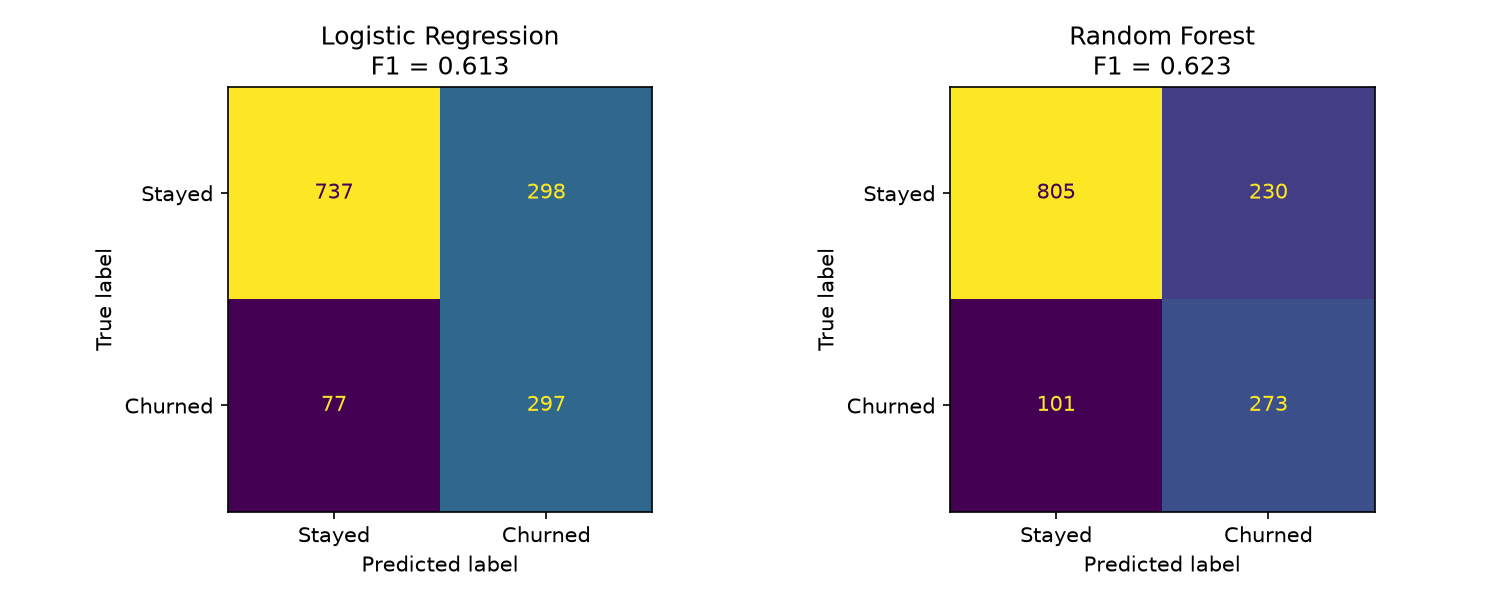 Logistic Regression
F1 = 0.613
Stayed
737
298
True label
Churned
77
297
Stayed
Churned
Predicted label
Random Forest
F1 = 0.623
Stayed
805
230
True label
Churned
101
273
Stayed
Churned
Predicted label